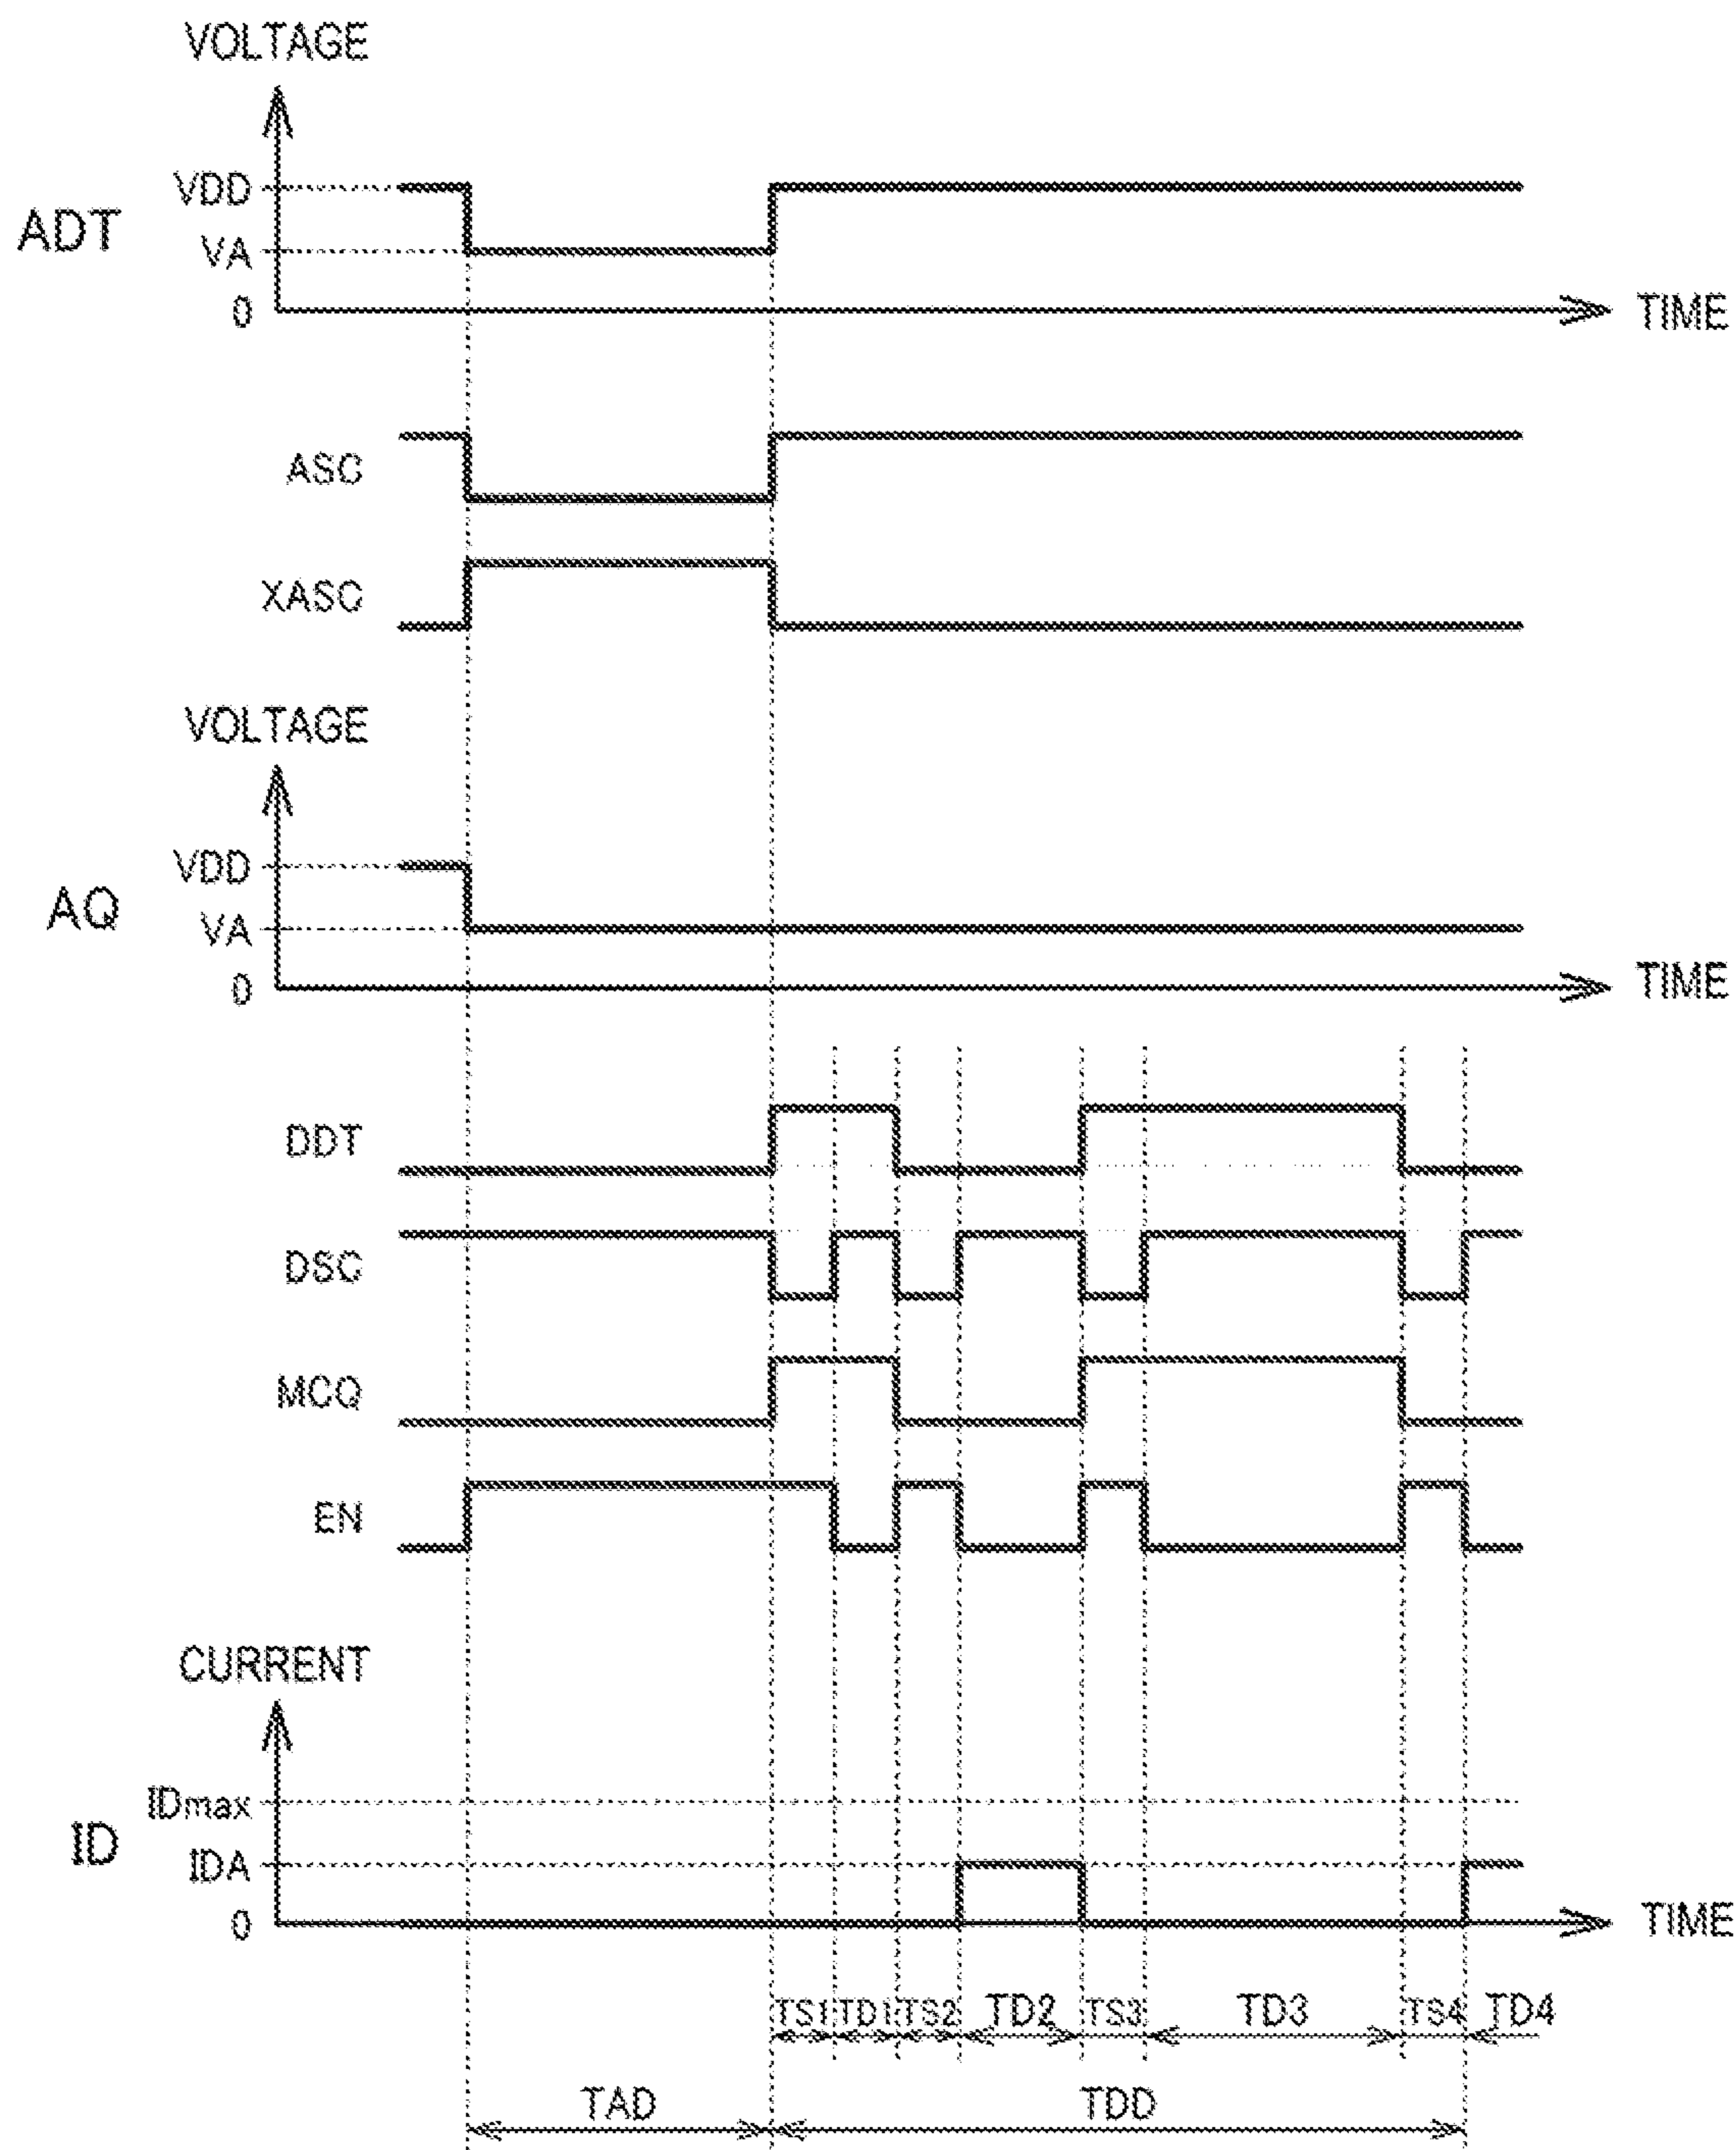 VOLTAGE
VDD
ADT
VA
0
TIME
ASC
XASC
VOLTAGE
VDD
AQ
VA
0
TIME
DDT
DSC
MCQ
EN
CURRENT
IDmax
ID
IDA
0
TIME
TS1 TD1 TS2 TD2 TS3 TD3 TS4 TD4
TAD TDD